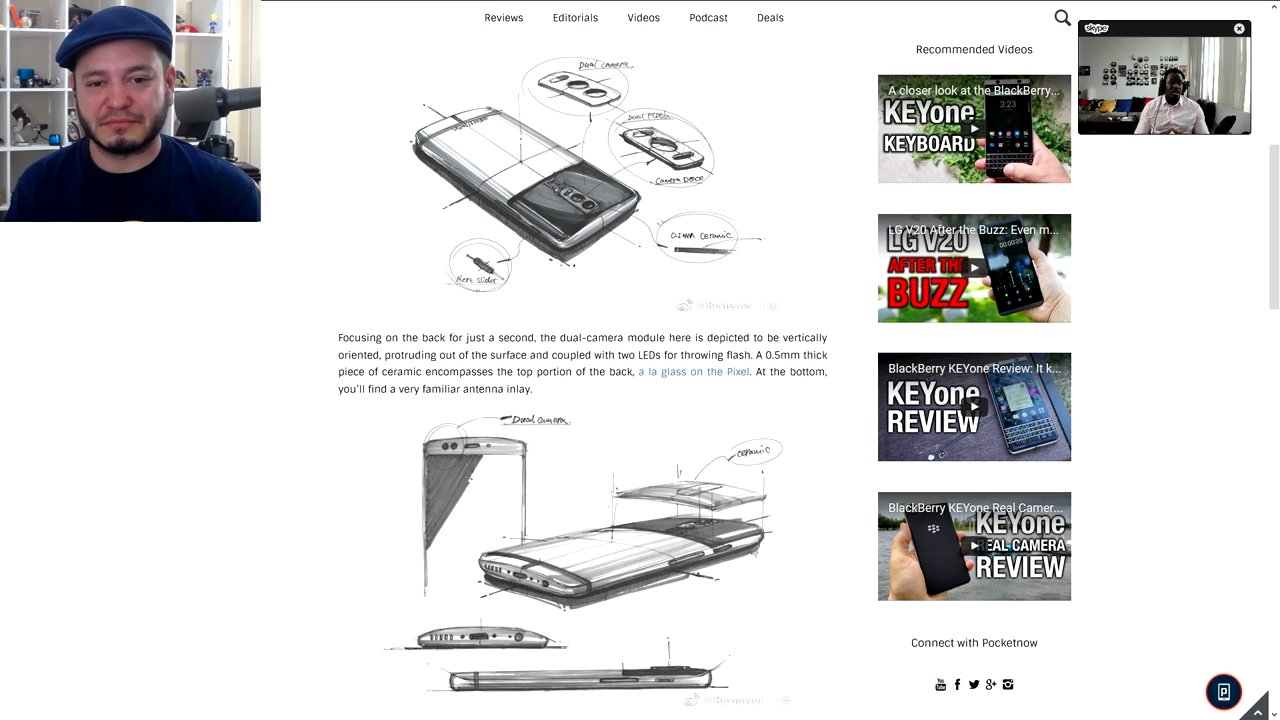 Reviews
Editorials
Videos
Podcast
Deals
Recommended Videos
skype
A closer look at the BlackBerry...
KEYone
KEYBOARD
3:23
LG V20 After the Buzz: Even m...
LG V20
AFTER THE
BUZZ
00:00:20
BlackBerry KEYone Review: It k...
KEYone
REVIEW
BlackBerry KEYone Real Camer...
KEYone
REAL CAMERA
REVIEW
Connect with Pocketnow
Dual camera
Dual Flash
Camera DECO
0.5mm ceramic
Focusing on the back for just a second, the dual-camera module here is depicted to be vertically
oriented, protruding out of the surface and coupled with two LEDs for throwing flash. A 0.5mm thick
piece of ceramic encompasses the top portion of the back, a la glass on the Pixel. At the bottom,
you'll find a very familiar antenna inlay.
Dual camera
ceramic